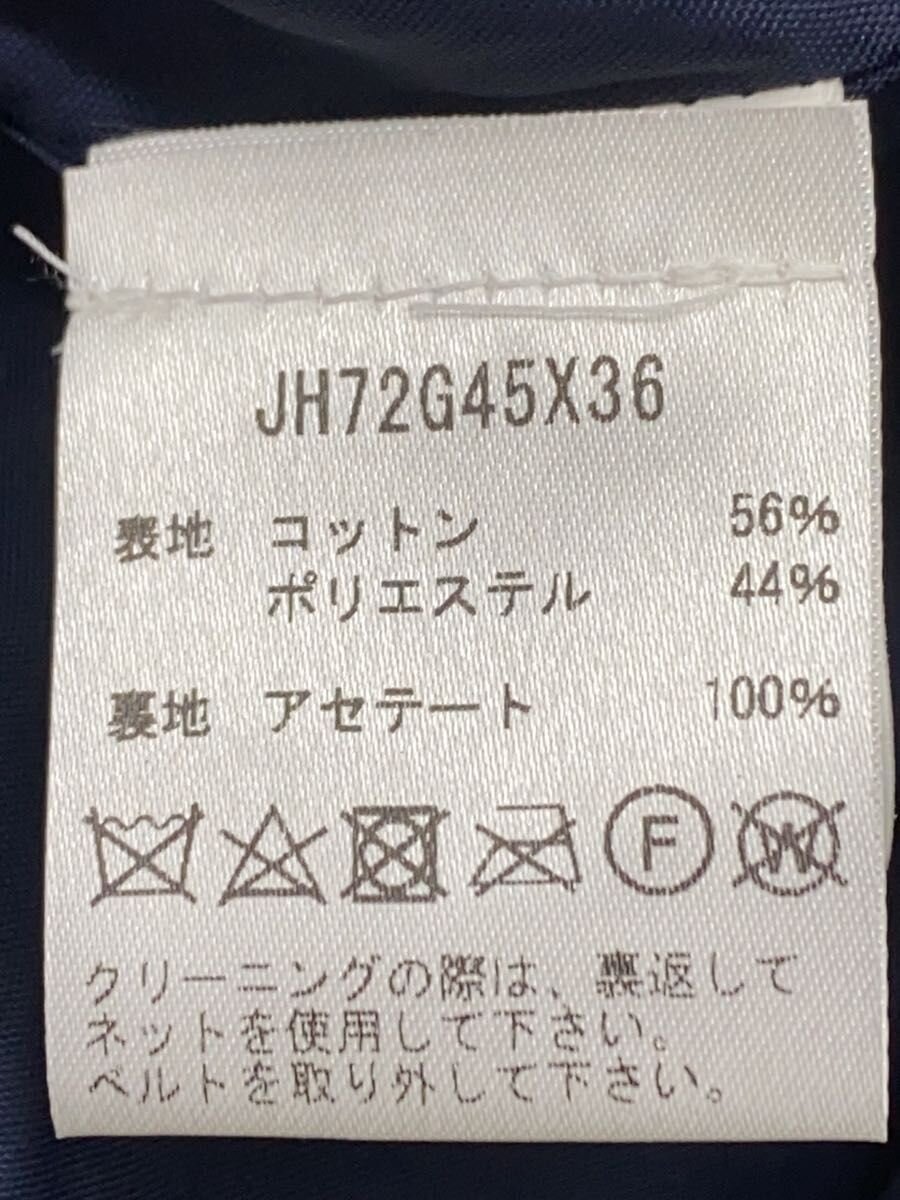 JH72G45X36
表地 コットン 56%
ポリエステル 44%
裏地 アセテート 100%
F W
クリーニングの際は、裏返して
ネットを使用して下さい。
ベルトを取り外して下さい。